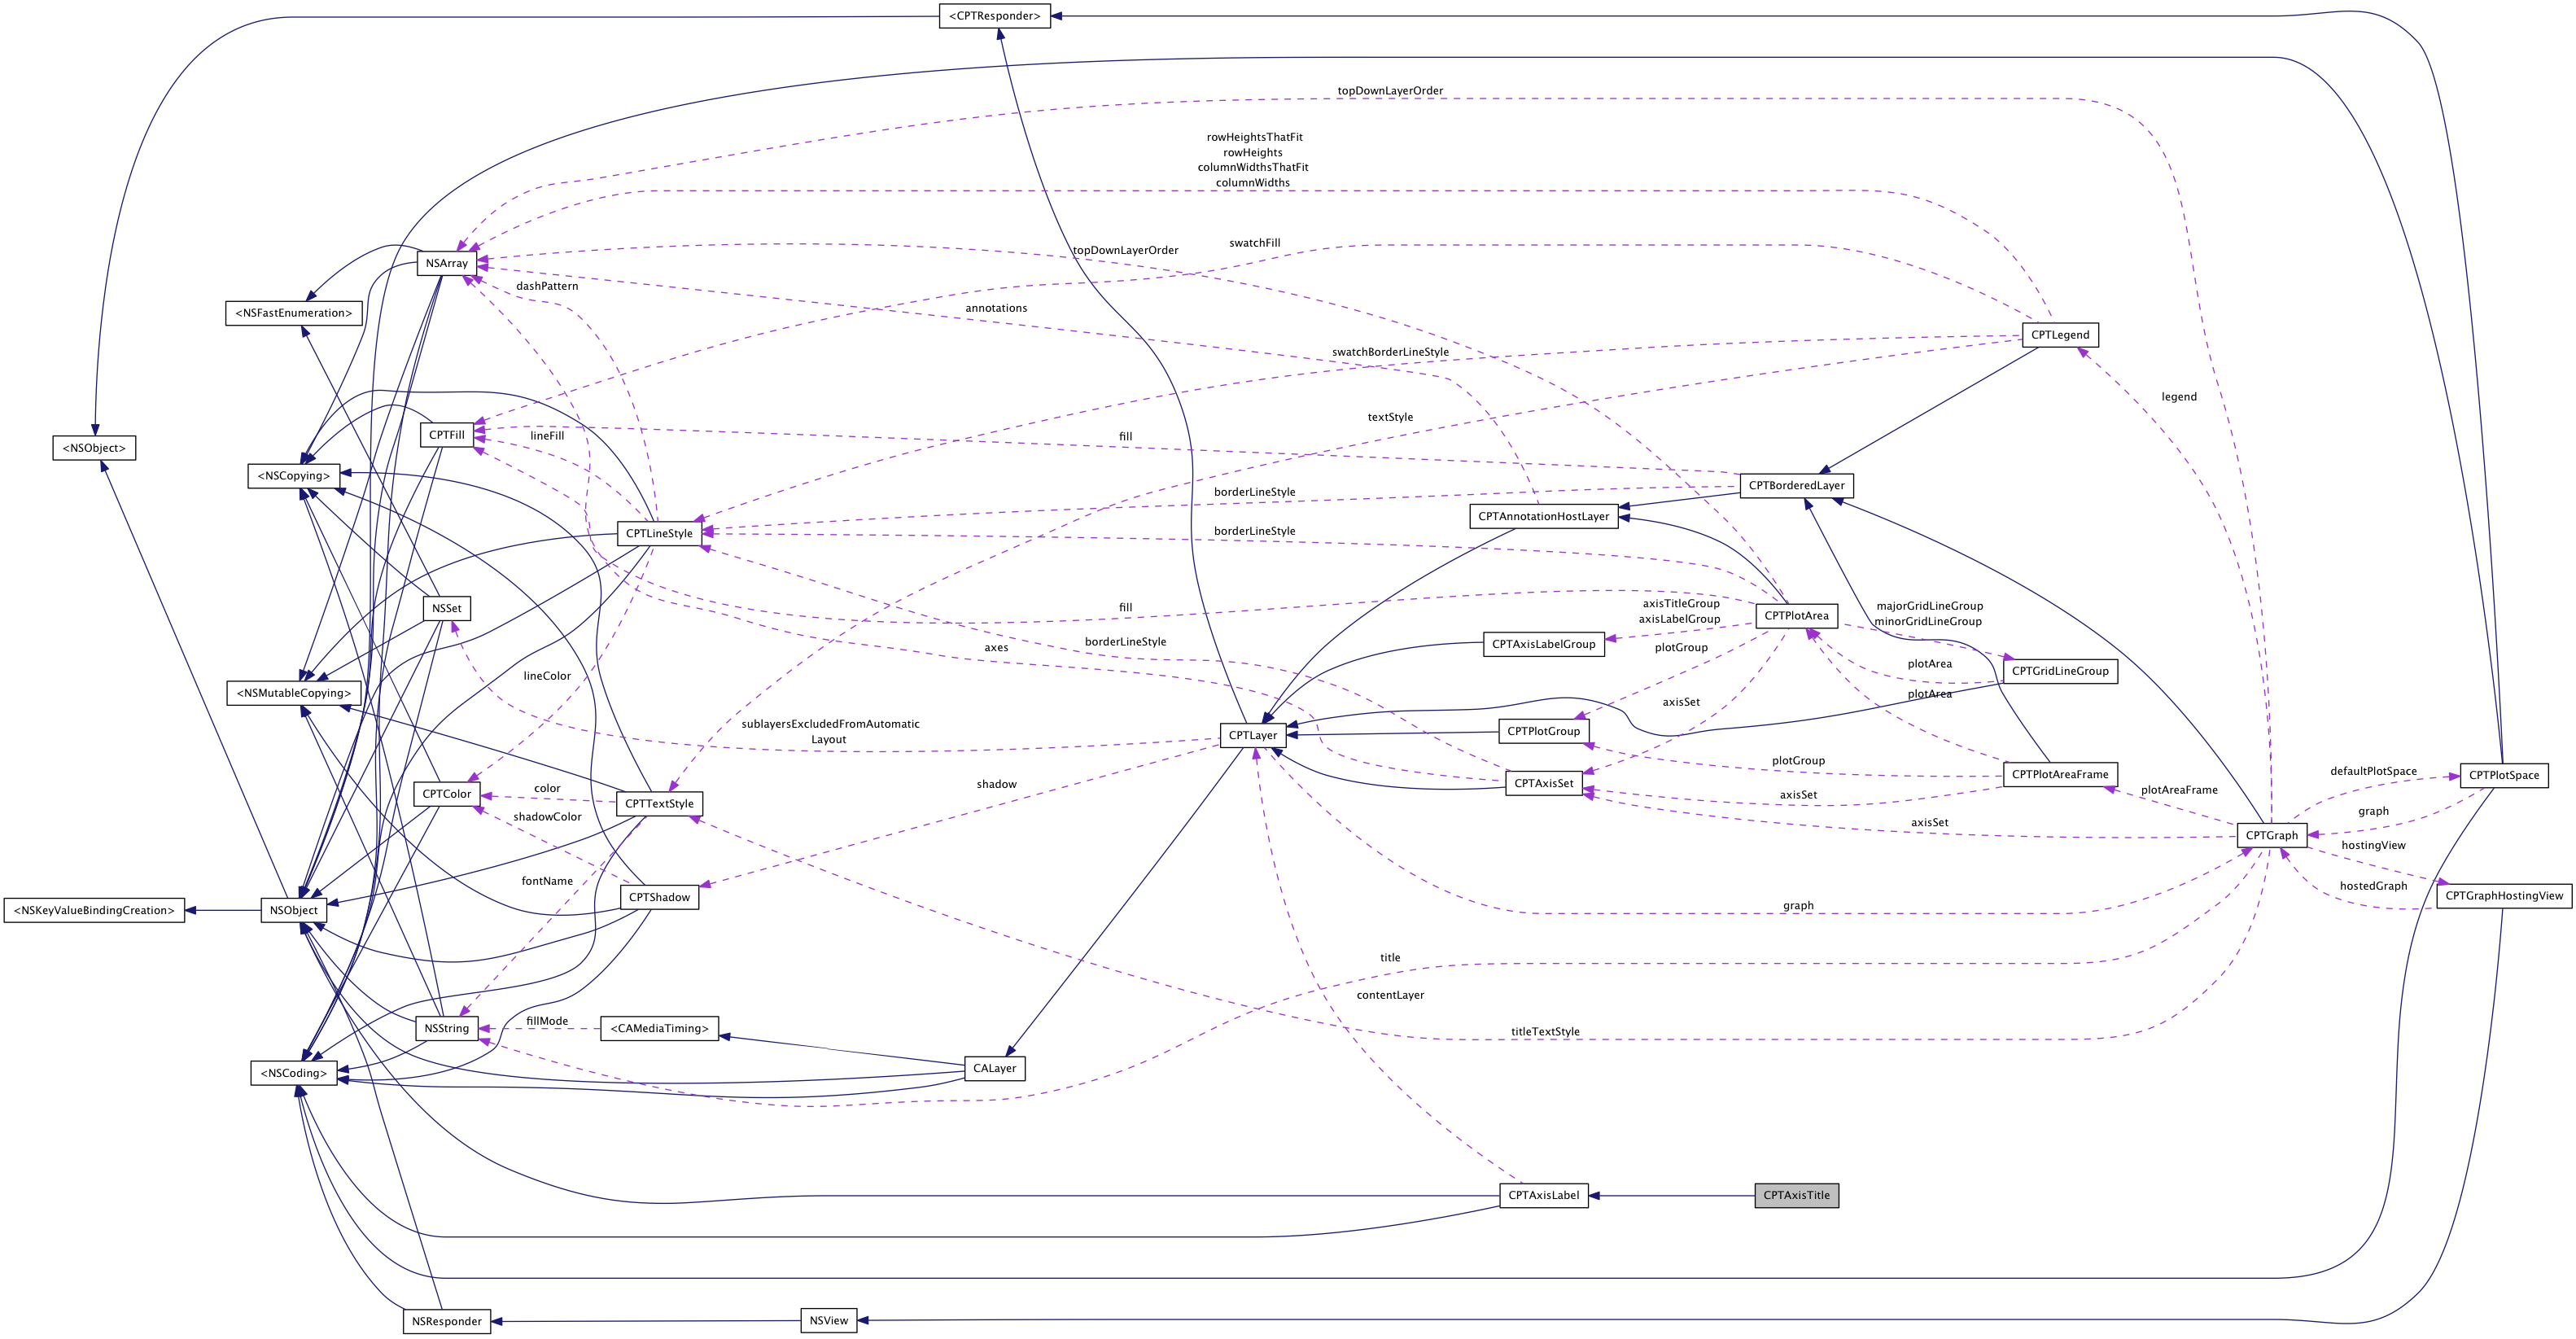 <CPTResponder>
topDownLayerOrder
rowHeightsThatFit
rowHeights
columnWidthsThatFit
columnWidths
swatchFill
topDownLayerOrder
NSArray
dashPattern
annotations
<NSFastEnumeration>
CPTLegend
swatchBorderLineStyle
legend
textStyle
CPTFill
lineFill
fill
<NSObject>
<NSCopying>
CPTBorderedLayer
borderLineStyle
CPTAnnotationHostLayer
CPTLineStyle
borderLineStyle
NSSet
fill
axisTitleGroup
axisLabelGroup
CPTPlotArea
majorGridLineGroup
minorGridLineGroup
borderLineStyle
axes
CPTAxisLabelGroup
plotGroup
plotArea
CPTGridLineGroup
lineColor
<NSMutableCopying>
plotArea
axisSet
sublayersExcludedFromAutomatic
Layout
CPTLayer
CPTPlotGroup
plotGroup
CPTPlotAreaFrame
defaultPlotSpace
CPTPlotSpace
shadow
CPTAxisSet
axisSet
plotAreaFrame
color
CPTColor
CPTTextStyle
shadowColor
axisSet
graph
CPTGraph
hostingView
fontName
hostedGraph
CPTShadow
CPTGraphHostingView
graph
<NSKeyValueBindingCreation>
NSObject
title
contentLayer
fillMode
NSString
<CAMediaTiming>
titleTextStyle
<NSCoding>
CALayer
CPTAxisLabel
CPTAxisTitle
NSResponder
NSView